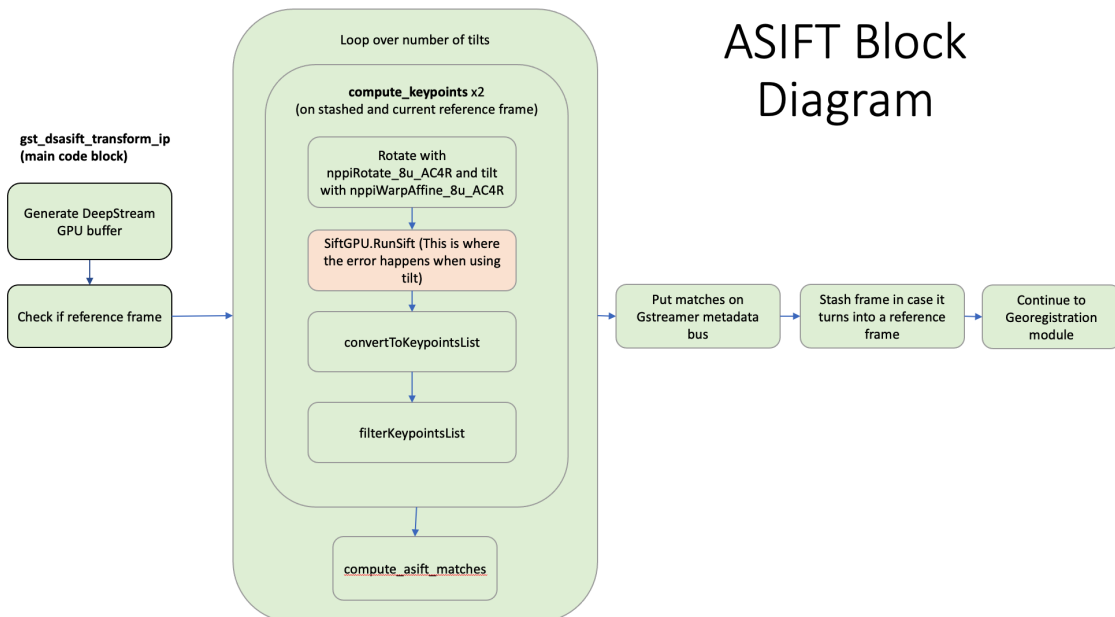 ASIFT Block
Diagram
gst_dsasift_transform_ip
(main code block)
Generate DeepStream
GPU buffer
Check if reference frame
Loop over number of tilts
compute_keypoints x2
(on stashed and current reference frame)
Rotate with
nppiRotate_8u_AC4R and tilt
with nppiWarpAffine_8u_AC4R
SiftGPU.RunSift (This is where
the error happens when using
tilt)
convertToKeypointsList
filterKeypointsList
compute_asift_matches
Put matches on
Gstreamer metadata
bus
Stash frame in case it
turns into a reference
frame
Continue to
Georegistration
module